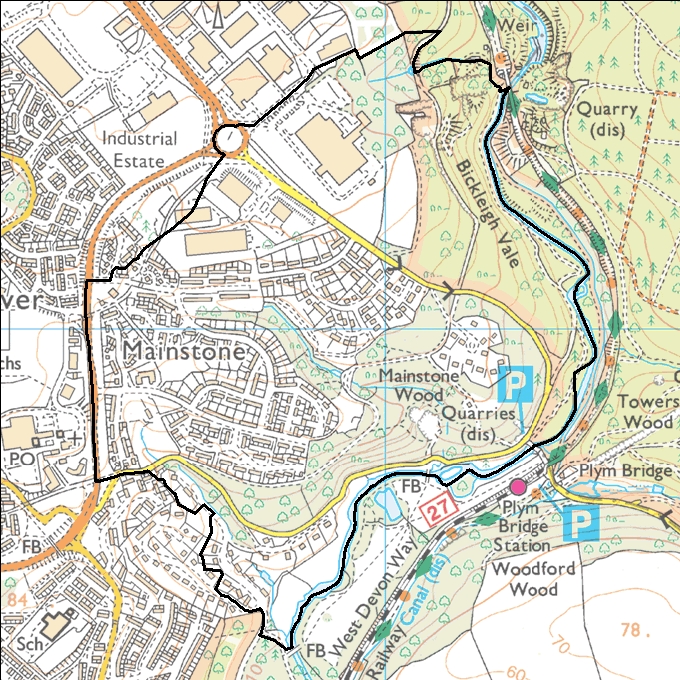 Weir
Quarry
(dis)
Industrial
Estate
Bickleigh Vale
ver
Mainstone
chs
Mainstone
Wood
P
Quarries
(dis)
Towers
Wood
PO
Plym Bridge
FB
27
Plym
Bridge
Station
P
FB
Woodford
Wood
84
West Devon Way
Canal (dis)
Railway
Sch
FB
78.
70
60
10